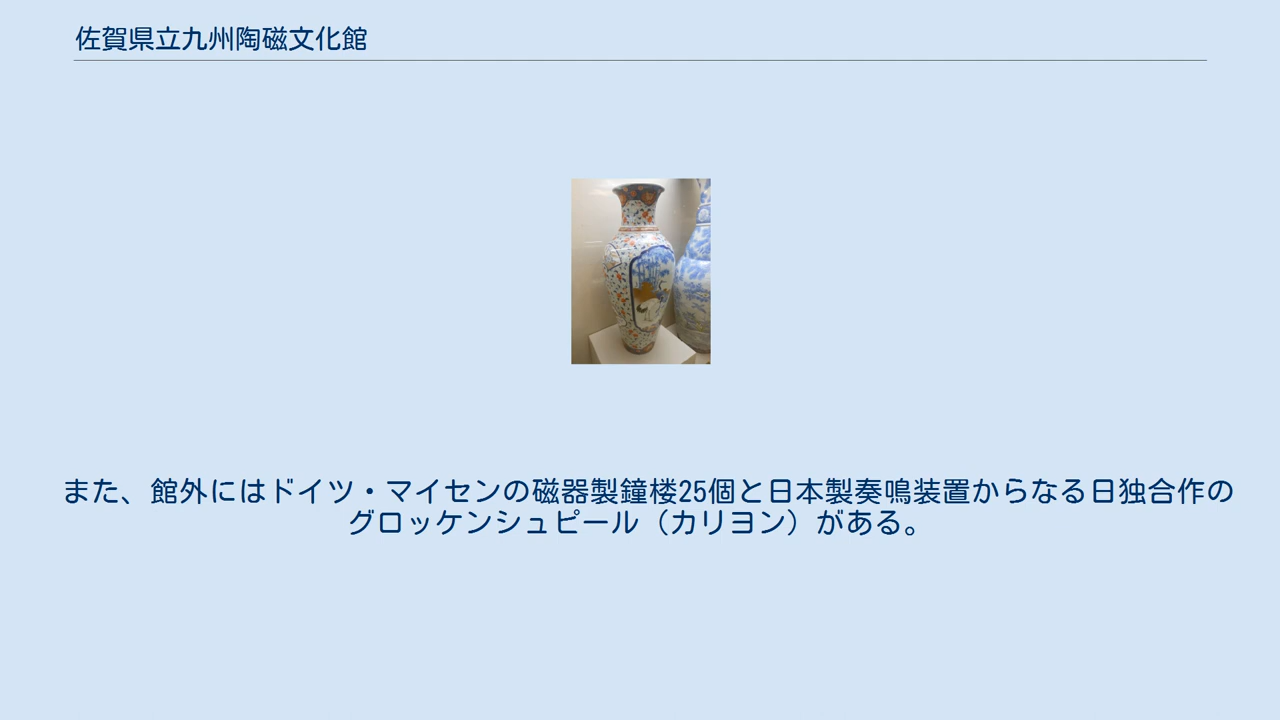 佐賀県立九州陶磁文化館
また、館外にはドイツ・マイセンの磁器製鐘楼25個と日本製奏鳴装置からなる日独合作の
グロッケンシュピール（カリヨン）がある。